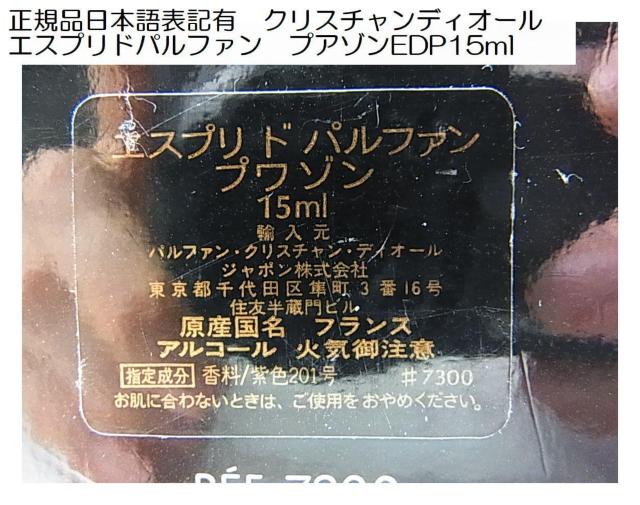 正規品日本語表記有　クリスチャンディオール
エスプリドパルファン　プアゾンEDP15ml
エスプリ ド パルファン
プワゾン
15ml
輸入元
パルファン・クリスチャン・ディオール
ジャポン株式会社
東京都千代田区隼町3番16号
住友半蔵門ビル
原産国名　フランス
アルコール　火気御注意
指定成分 香料/紫色201号　#7300
お肌に合わないときは、ご使用をおやめください。
RÉF 7300